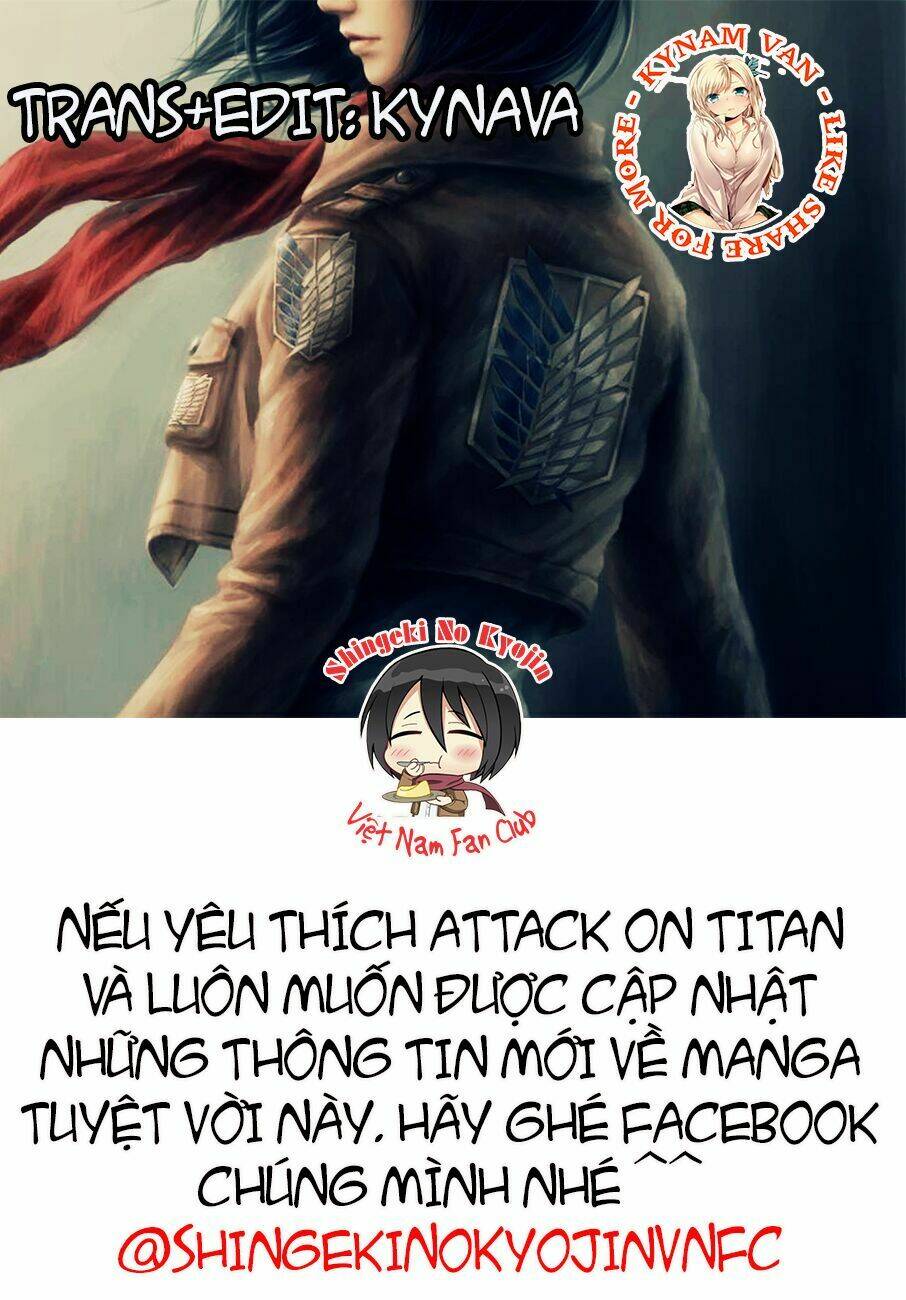 TRANS+EDIT: KYNAVA
KYNAM VAN - LIKE SHARE FOR MORE -
Shingeki No Kyojin
Việt Nam Fan Club
NẾU YÊU THÍCH ATTACK ON TITAN
VÀ LUÔN MUỐN ĐƯỢC CẬP NHẬT
NHỮNG THÔNG TIN MỚI VỀ MANGA
TUYỆT VỜI NÀY. HÃY GHÉ FACEBOOK
CHÚNG MÌNH NHÉ ^^
@SHINGEKINOKYOJINVNFC